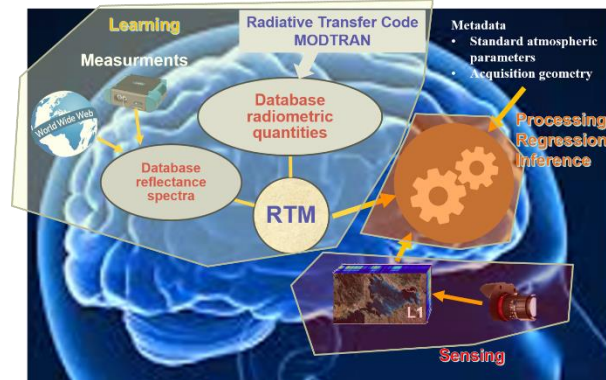 Learning
Radiative Transfer Code
MODTRAN
Metadata
• Standard atmospheric
parameters
• Acquisition geometry
Measurments
World Wide Web
Database
radiometric
quantities
Processing
Regression
Inference
Database
reflectance
spectra
RTM
L1
Sensing